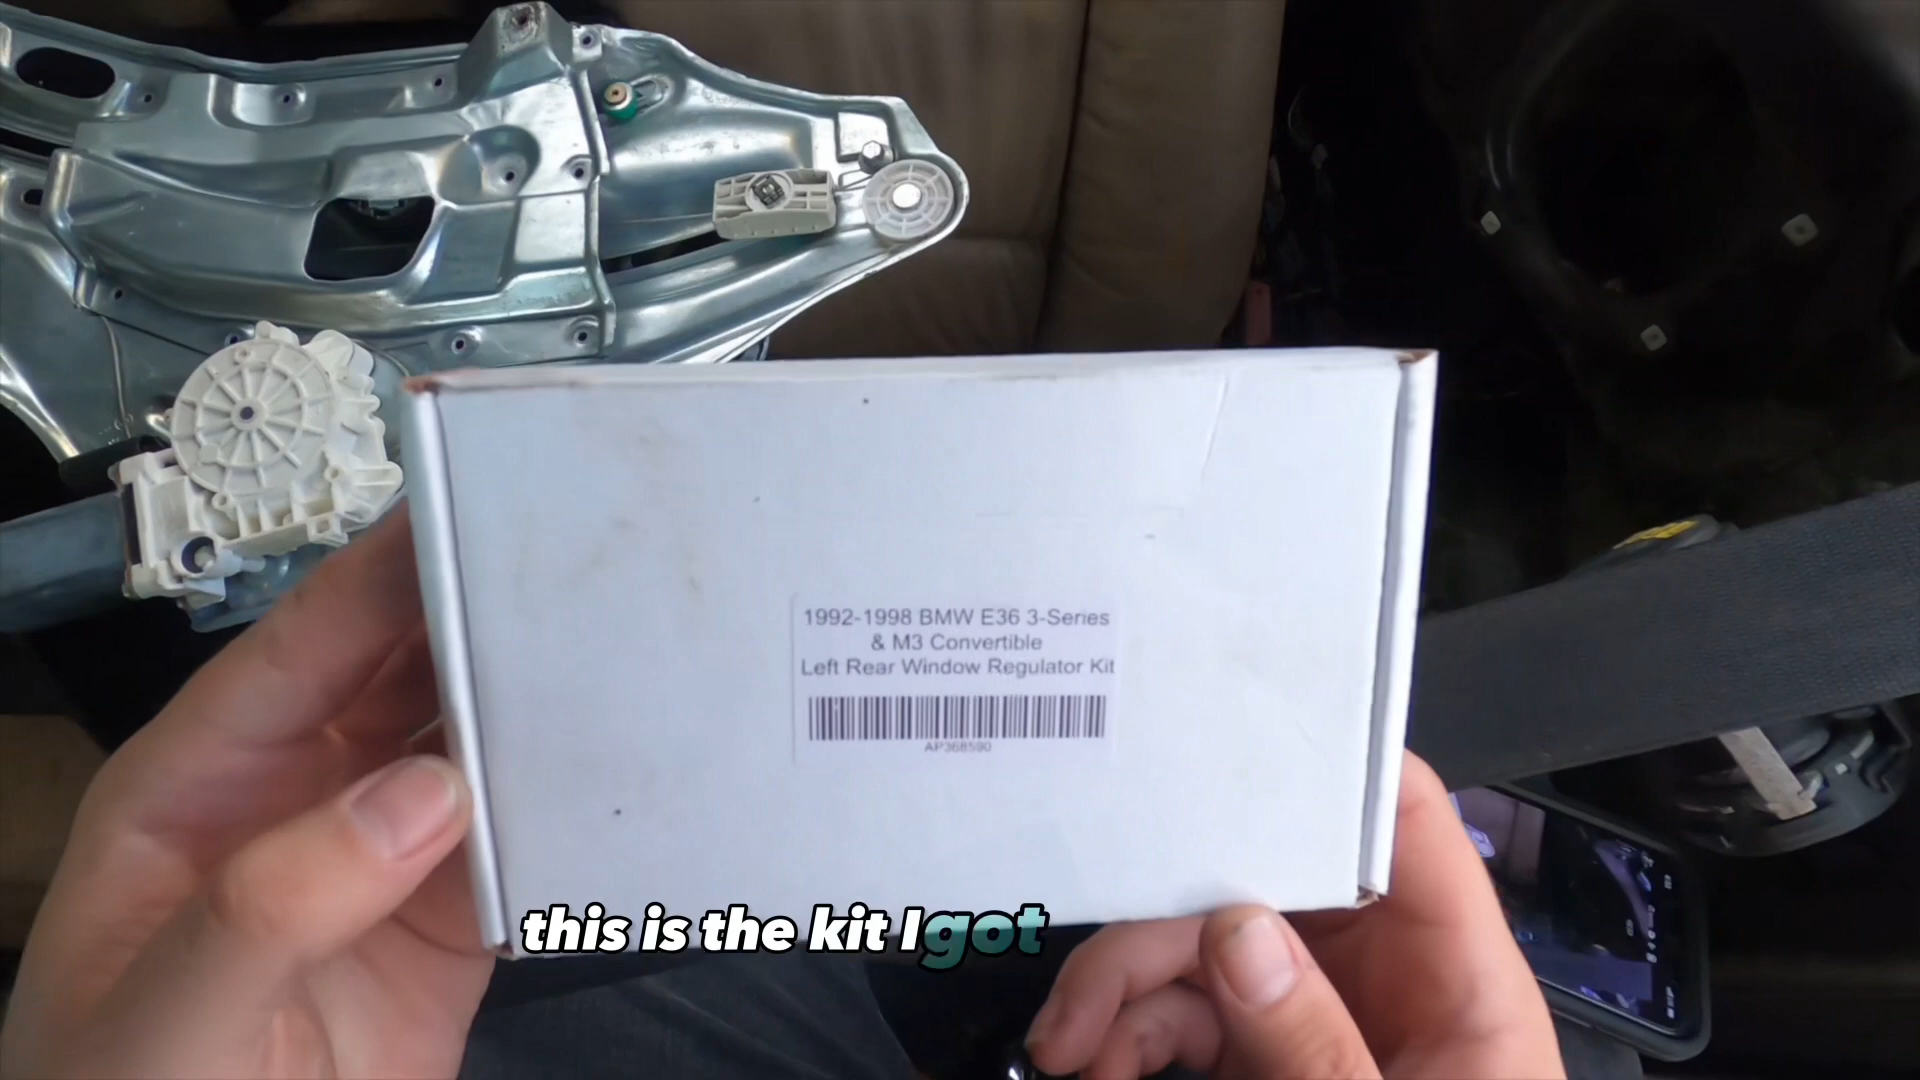 1992-1998 BMW E36 3-Series
& M3 Convertible
Left Rear Window Regulator Kit
AP368590
this is the kit I got